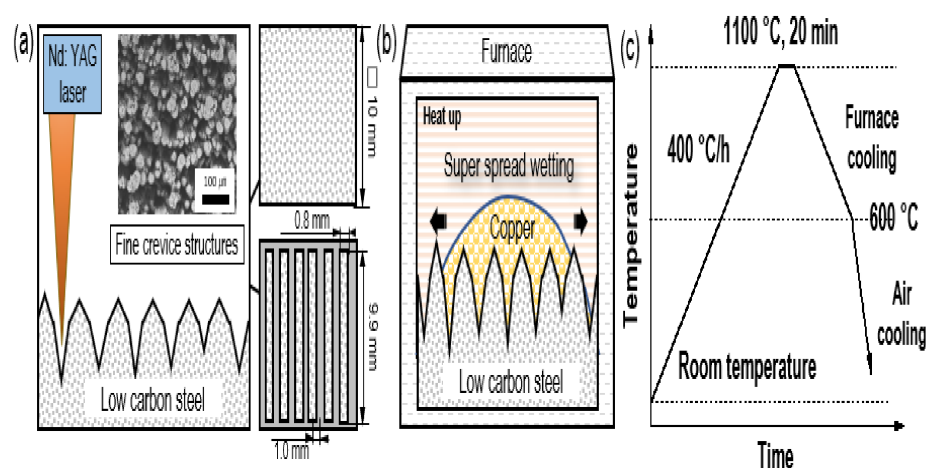 (a)
Nd: YAG
laser
100 μm
Fine crevice structures
Low carbon steel
□ 10 mm
0.8 mm
9.9 mm
1.0 mm
(b)
Furnace
Heat up
Super spread wetting
Copper
Low carbon steel
(c)
1100 °C, 20 min
400 °C/h
Furnace
cooling
600 °C
Air
cooling
Room temperature
Temperature
Time